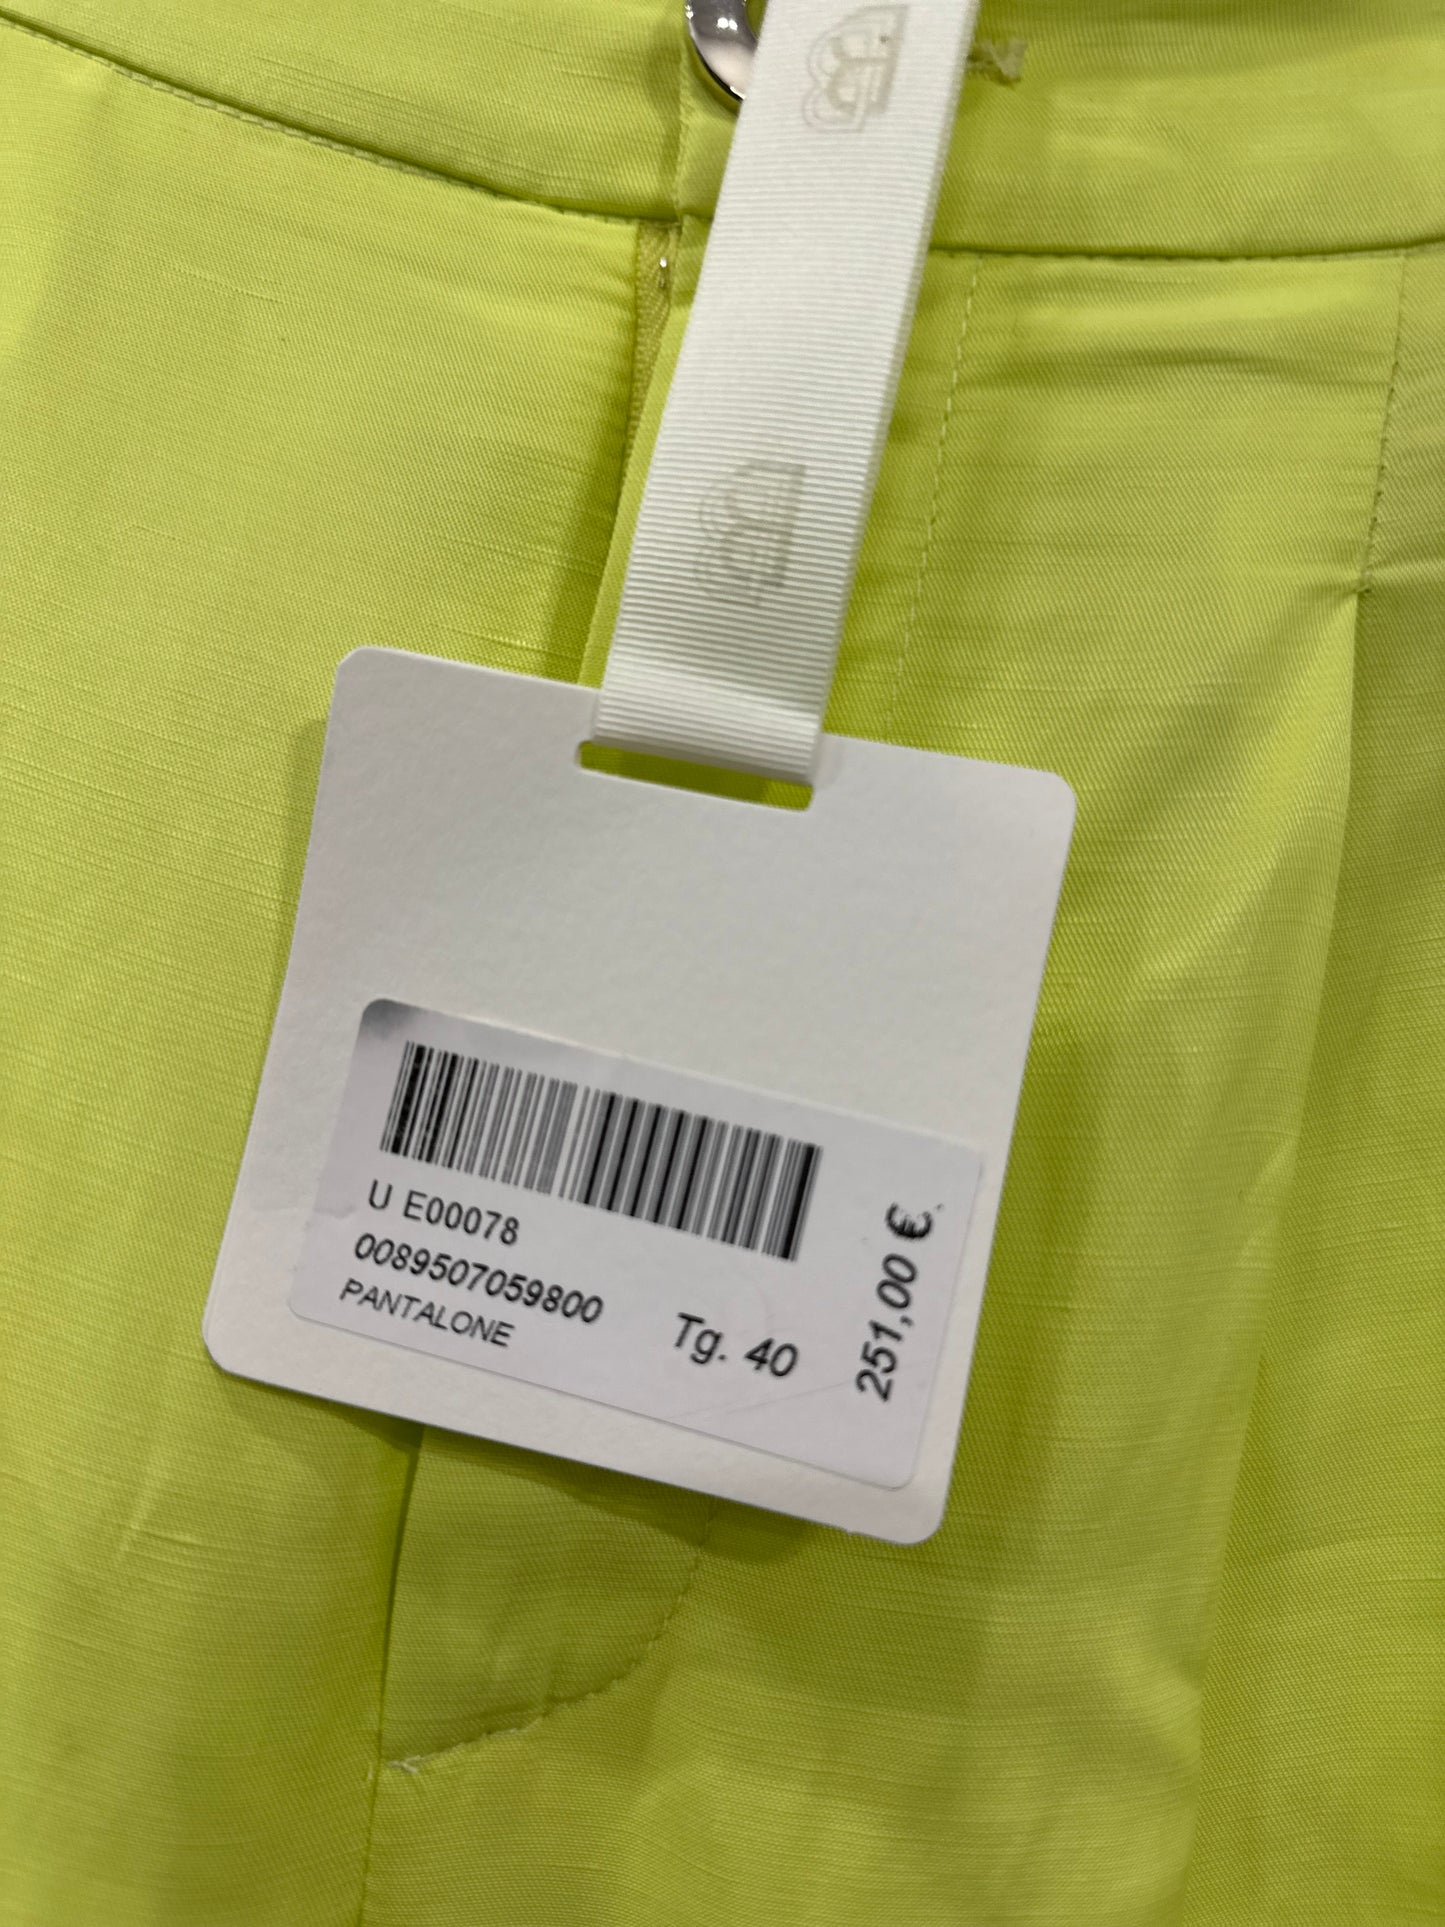 U E00078
0089507059800
PANTALONE
Tg. 40
251,00 €